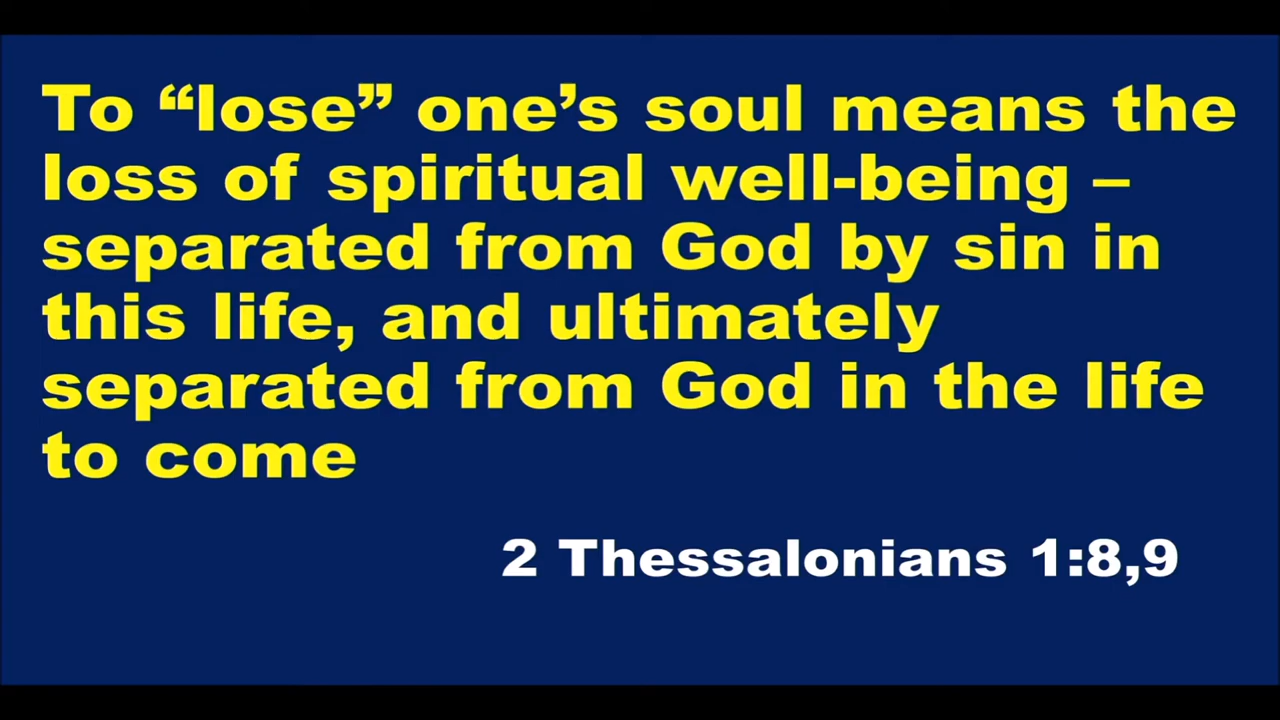 To “lose” one’s soul means the
loss of spiritual well-being –
separated from God by sin in
this life, and ultimately
separated from God in the life
to come
2 Thessalonians 1:8,9